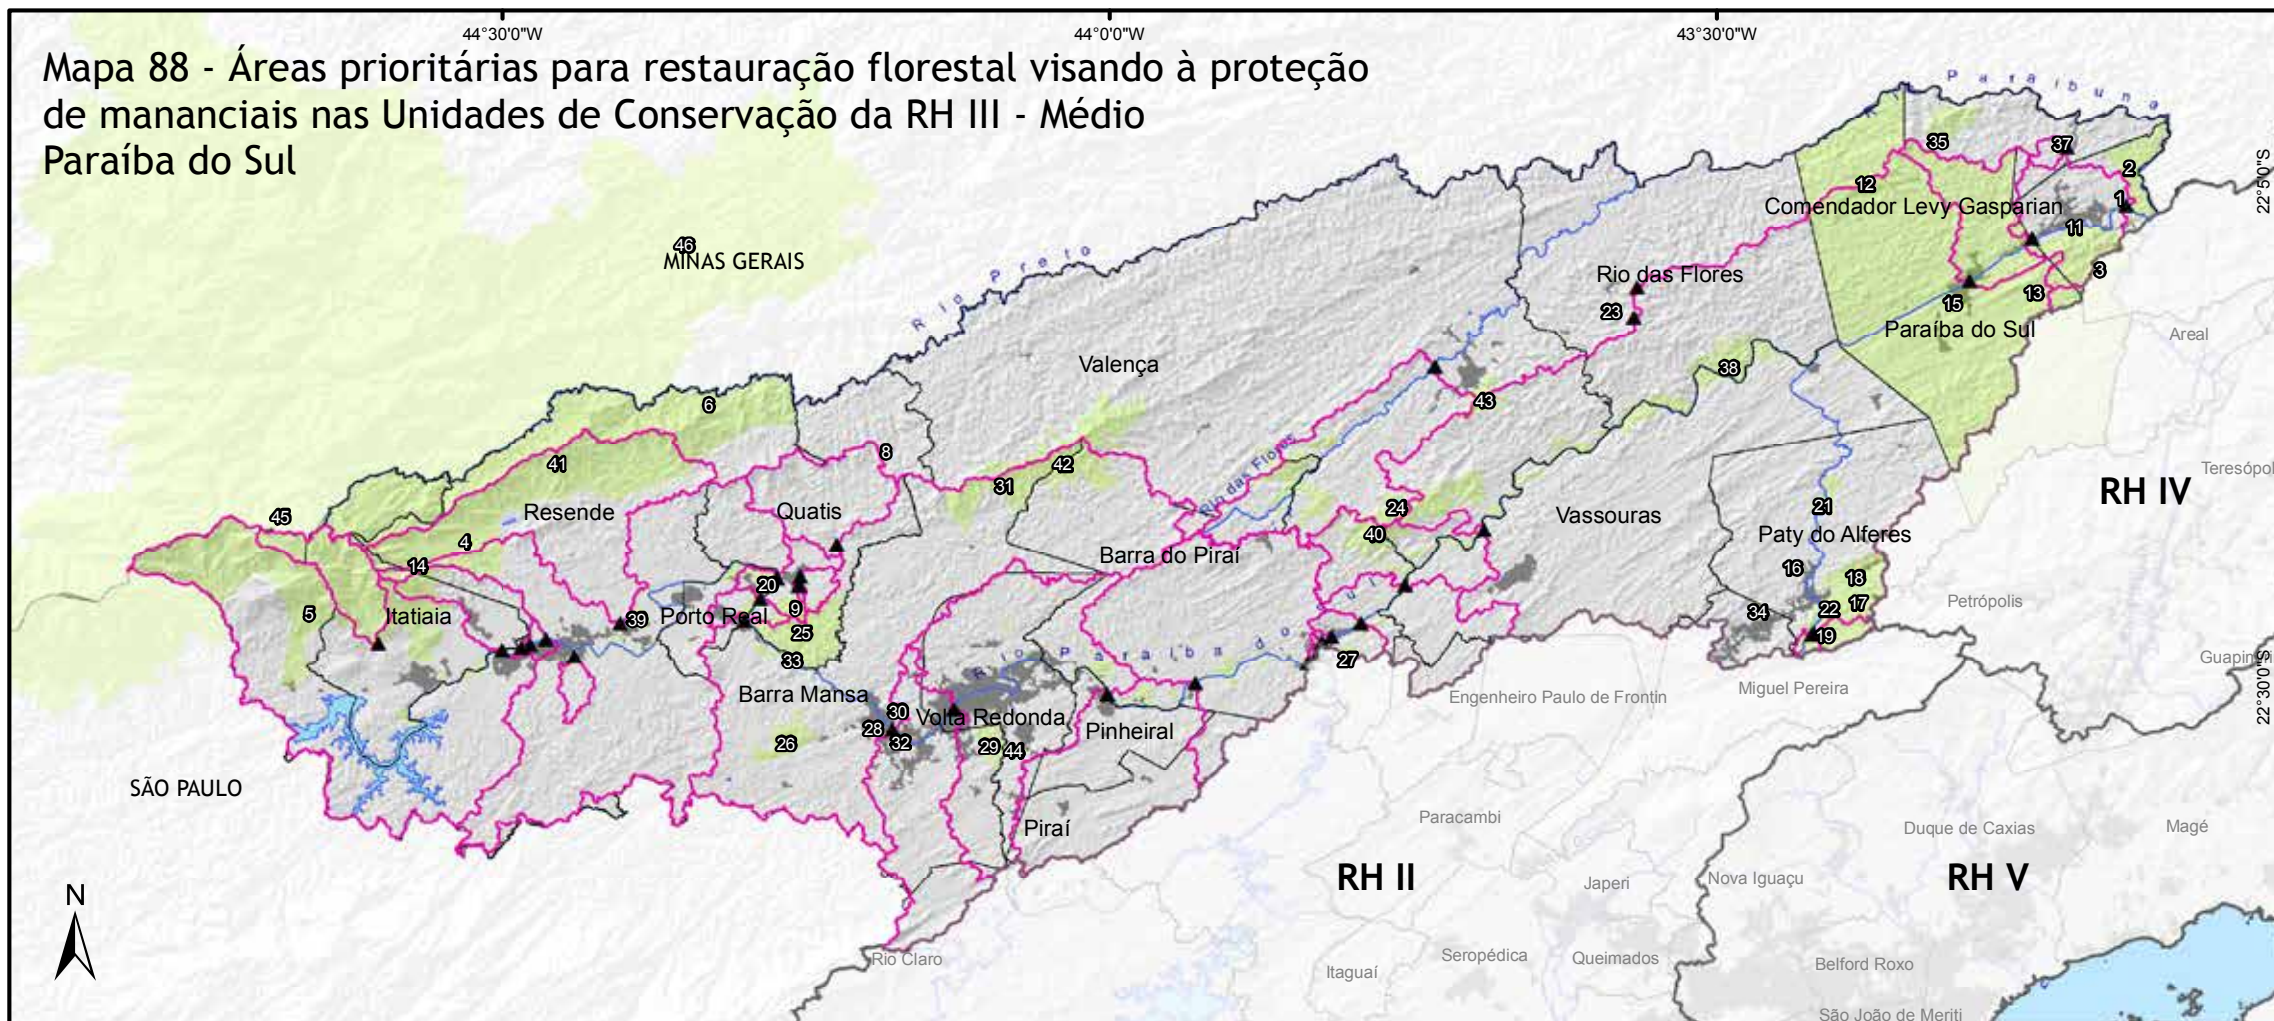 44°30'0"W
44°0'0"W
43°30'0"W
Mapa 88 - Áreas prioritárias para restauração florestal visando à proteção
de mananciais nas Unidades de Conservação da RH III - Médio
Paraíba do Sul
Paraibuna
35
37
2
22°5'0"S
12
Comendador Levy Gasparian
1
11
46
MINAS GERAIS
Rio Preto
Rio das Flores
3
13
15
23
Paraíba do Sul
Areal
Valença
38
6
43
Rio das Flores
8
41
42
31
Teresópol
RH IV
45
Resende
Quatis
24
Vassouras
21
4
40
Paty do Alferes
14
Barra do Piraí
16
18
20
5
Itatiaia
39
Porto Real
9
34
22
17
Petrópolis
25
19
33
Rio Paraíba do
27
Guapimi
Barra Mansa
Engenheiro Paulo de Frontin
Miguel Pereira
22°30'0"S
30
Volta Redonda
28
32
26
29
44
Pinheiral
SÃO PAULO
Piraí
Paracambi
Duque de Caxias
Magé
RH II
Japeri
Nova Iguaçu
RH V
N
Rio Claro
Seropédica
Queimados
Itaguaí
Belford Roxo
São João de Meriti